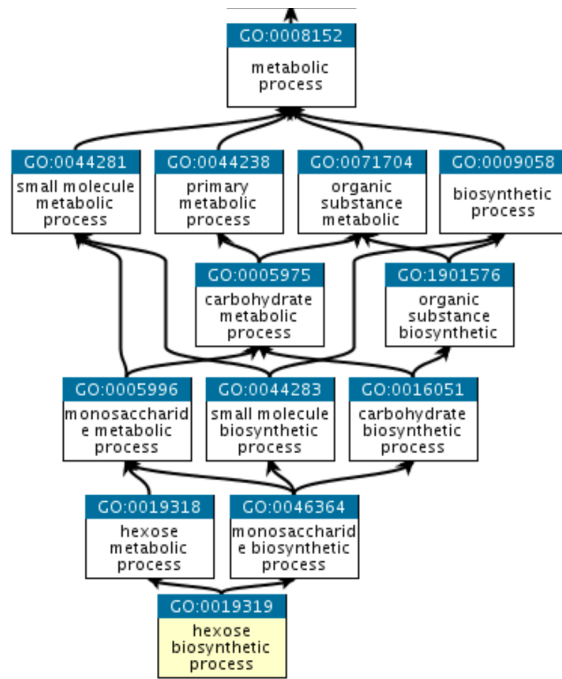 GO:0008152
metabolic
process
GO:0044281
small molecule
metabolic
process
GO:0044238
primary
metabolic
process
GO:0071704
organic
substance
metabolic
GO:0009058
biosynthetic
process
GO:0005975
carbohydrate
metabolic
process
GO:1901576
organic
substance
biosynthetic
GO:0005996
monosaccharid
e metabolic
process
GO:0044283
small molecule
biosynthetic
process
GO:0016051
carbohydrate
biosynthetic
process
GO:0019318
hexose
metabolic
process
GO:0046364
monosaccharid
e biosynthetic
process
GO:0019319
hexose
biosynthetic
process